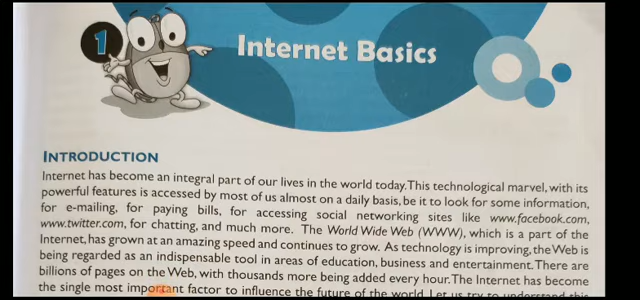 1
Internet Basics
INTRODUCTION
Internet has become an integral part of our lives in the world today. This technological marvel, with its
powerful features is accessed by most of us almost on a daily basis, be it to look for some information,
for e-mailing, for paying bills, for accessing social networking sites like www.facebook.com,
www.twitter.com, for chatting, and much more. The World Wide Web (WWW), which is a part of the
Internet, has grown at an amazing speed and continues to grow. As technology is improving, the Web is
being regarded as an indispensable tool in areas of education, business and entertainment. There are
billions of pages on the Web, with thousands more being added every hour. The Internet has become
the single most important factor to influence the future of the world. Let us try to understand this